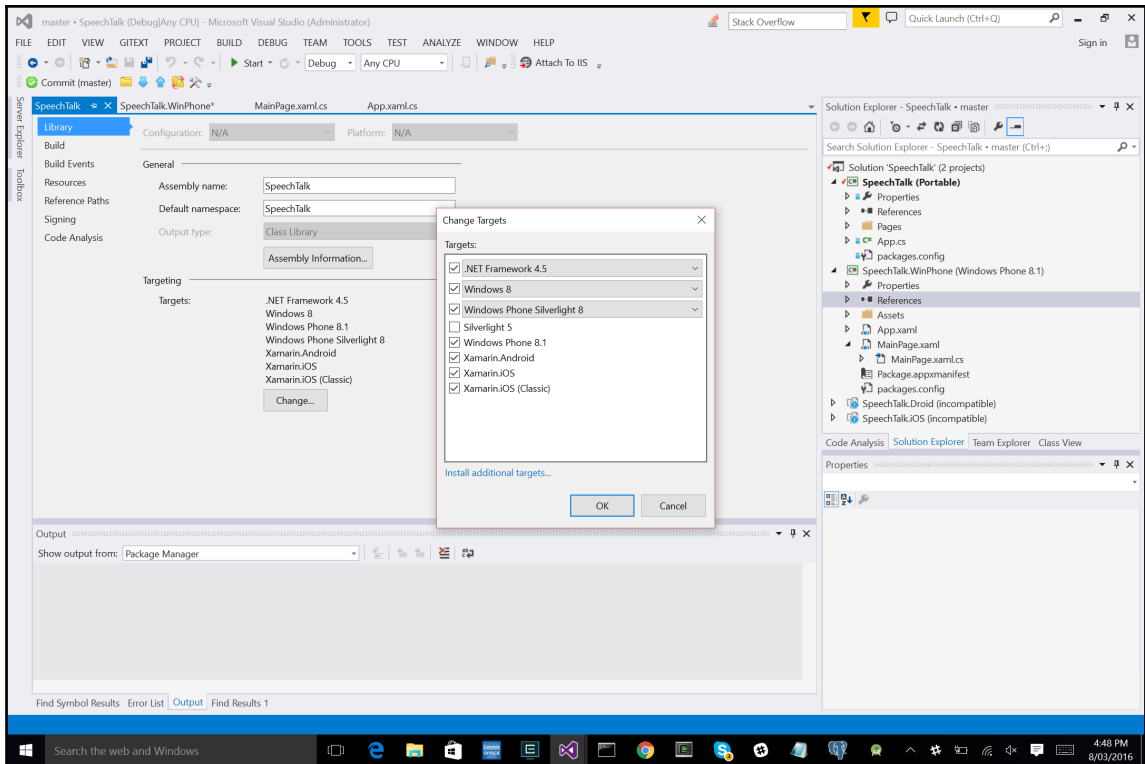 master • SpeechTalk (Debug|Any CPU) - Microsoft Visual Studio (Administrator)
Stack Overflow
Quick Launch (Ctrl+Q)
FILE EDIT VIEW GITEXT PROJECT BUILD DEBUG TEAM TOOLS TEST ANALYZE WINDOW HELP
Sign in
Start Debug Any CPU Attach To IIS
Commit (master)
Server Explorer
Toolbox
SpeechTalk SpeechTalk.WinPhone* MainPage.xaml.cs App.xaml.cs
Library
Build
Build Events
Resources
Reference Paths
Signing
Code Analysis
Configuration: N/A Platform: N/A
General
Assembly name: SpeechTalk
Default namespace: SpeechTalk
Output type: Class Library
Assembly Information...
Targeting
Targets: .NET Framework 4.5
Windows 8
Windows Phone 8.1
Windows Phone Silverlight 8
Xamarin.Android
Xamarin.iOS
Xamarin.iOS (Classic)
Change...
Change Targets
Targets:
.NET Framework 4.5
Windows 8
Windows Phone Silverlight 8
Silverlight 5
Windows Phone 8.1
Xamarin.Android
Xamarin.iOS
Xamarin.iOS (Classic)
Install additional targets...
OK Cancel
Solution Explorer - SpeechTalk • master
Search Solution Explorer - SpeechTalk • master (Ctrl+;)
Solution 'SpeechTalk' (2 projects)
SpeechTalk (Portable)
Properties
References
Pages
App.cs
packages.config
SpeechTalk.WinPhone (Windows Phone 8.1)
Properties
References
Assets
App.xaml
MainPage.xaml
MainPage.xaml.cs
Package.appxmanifest
packages.config
SpeechTalk.Droid (incompatible)
SpeechTalk.iOS (incompatible)
Code Analysis Solution Explorer Team Explorer Class View
Properties
Output
Show output from: Package Manager
Find Symbol Results Error List Output Find Results 1
Search the web and Windows
4:48 PM
8/03/2016